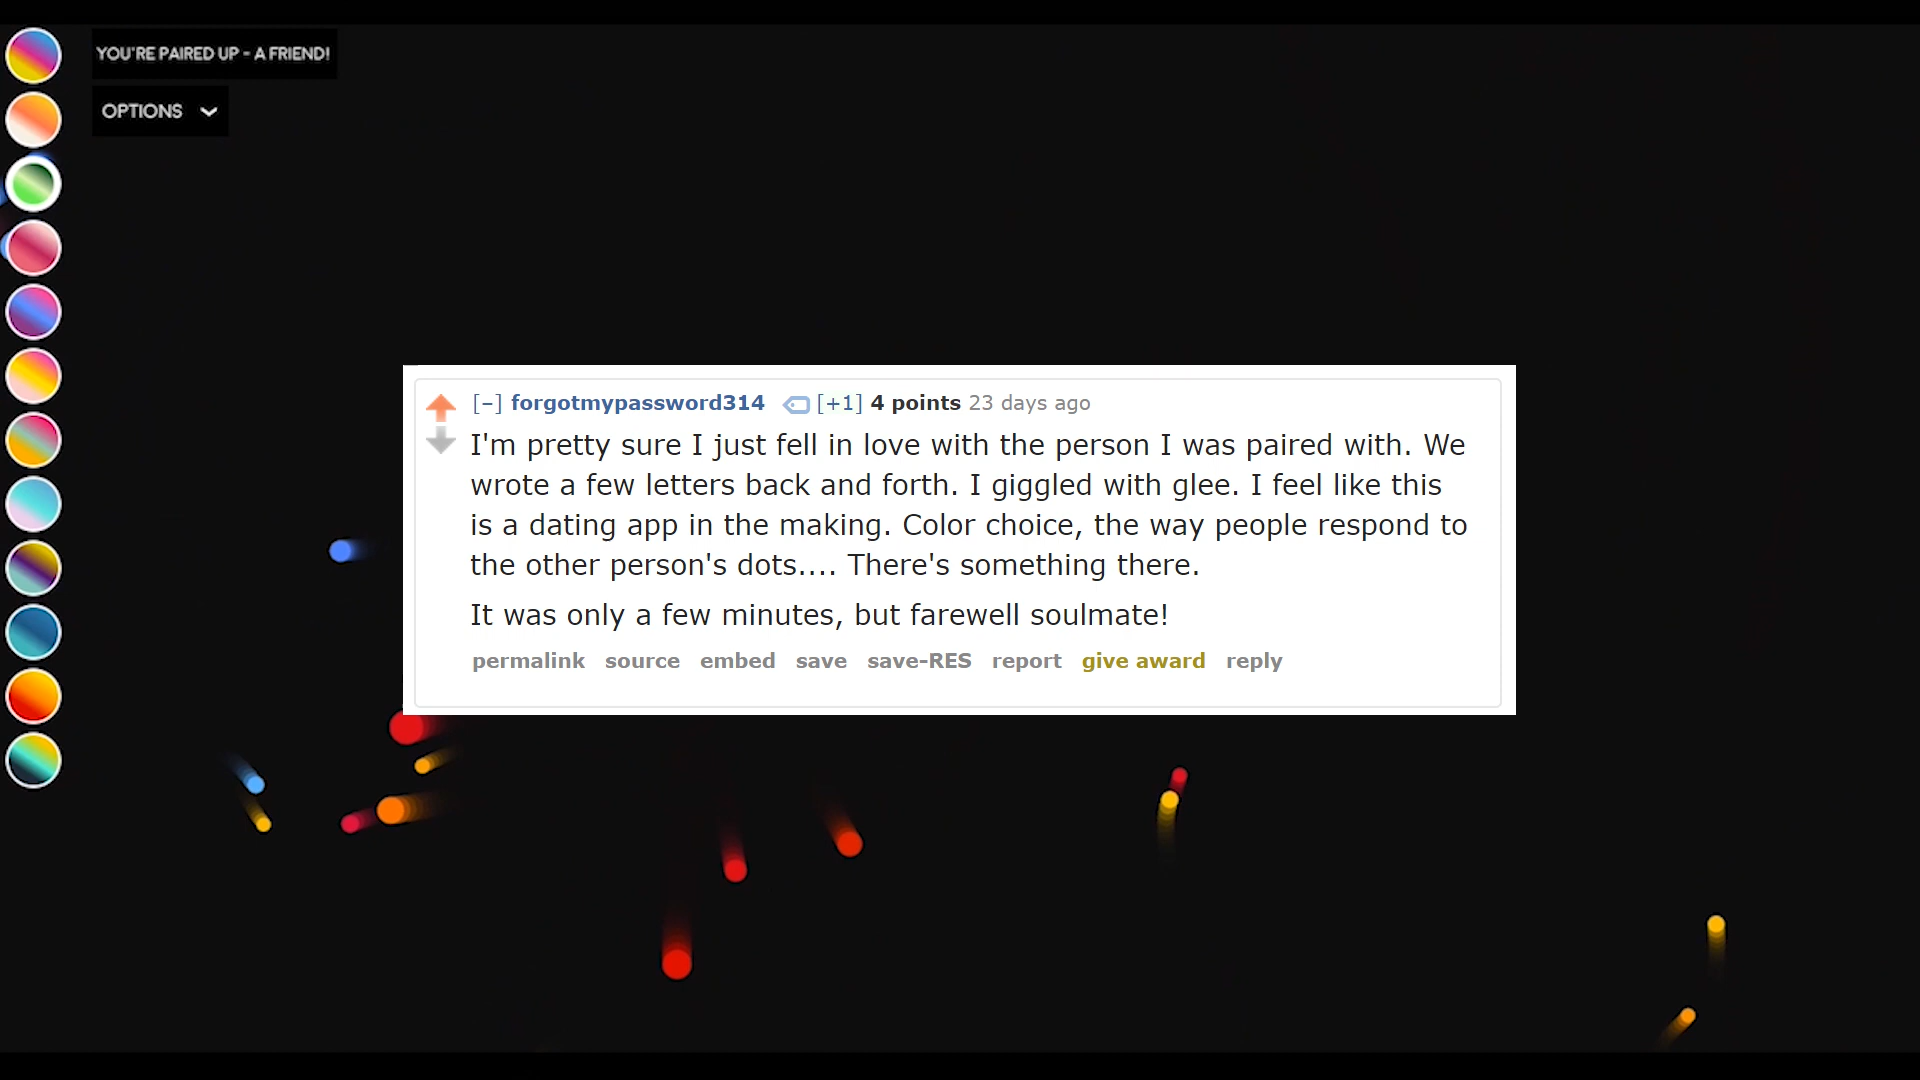 YOU'RE PAIRED UP - A FRIEND!
OPTIONS
[–] forgotmypassword314 [+1] 4 points 23 days ago
I'm pretty sure I just fell in love with the person I was paired with. We
wrote a few letters back and forth. I giggled with glee. I feel like this
is a dating app in the making. Color choice, the way people respond to
the other person's dots.... There's something there.
It was only a few minutes, but farewell soulmate!
permalink source embed save save-RES report give award reply